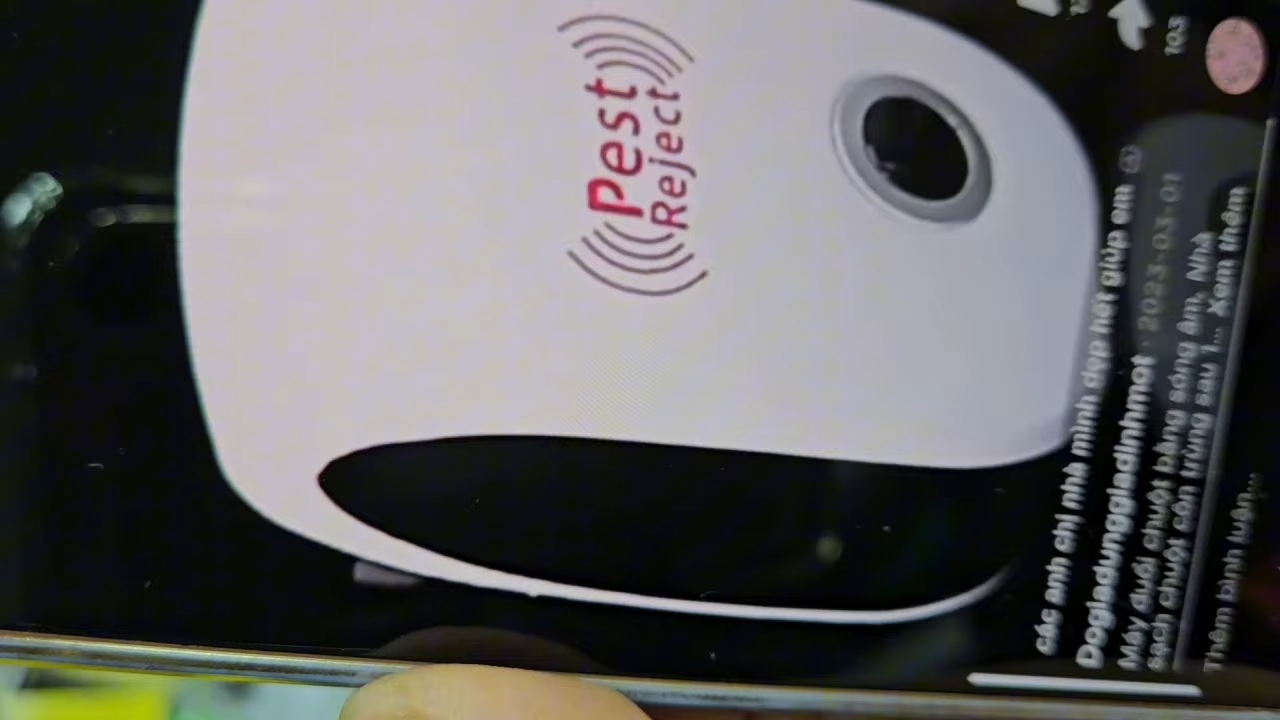 Pest
Reject
103
các anh chị nhà mình dẹp hết giúp em
Dogiadunggiadinhmot · 2023-03-01
Máy đuổi chuột bằng sóng âm, Nhà
sạch chuột côn trùng sau 1... Xem thêm
Thêm bình luận...